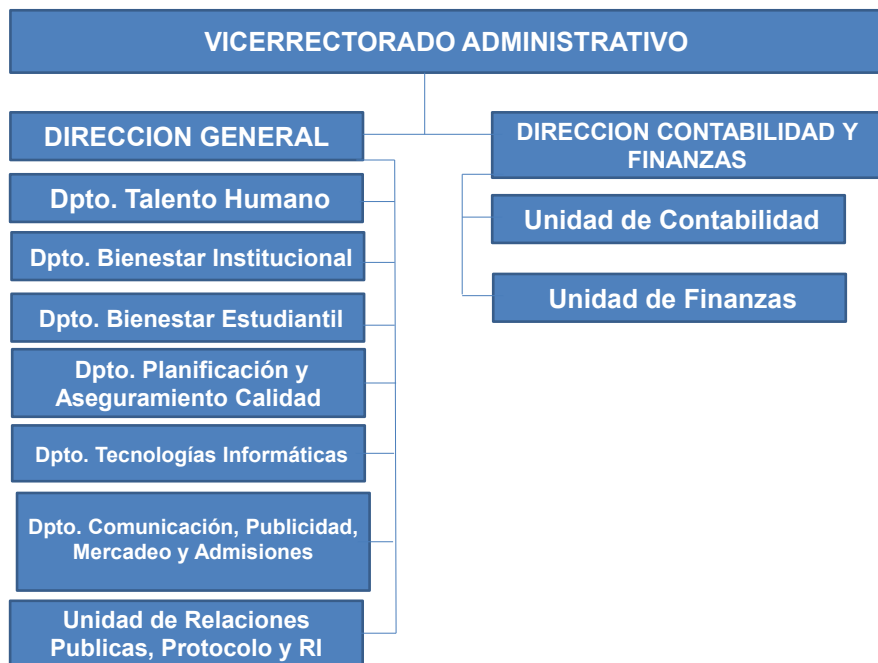 VICERRECTORADO ADMINISTRATIVO
DIRECCION GENERAL
Dpto. Talento Humano
Dpto. Bienestar Institucional
Dpto. Bienestar Estudiantil
Dpto. Planificación y
Aseguramiento Calidad
Dpto. Tecnologías Informáticas
Dpto. Comunicación, Publicidad,
Mercadeo y Admisiones
Unidad de Relaciones
Publicas, Protocolo y RI
DIRECCION CONTABILIDAD Y
FINANZAS
Unidad de Contabilidad
Unidad de Finanzas